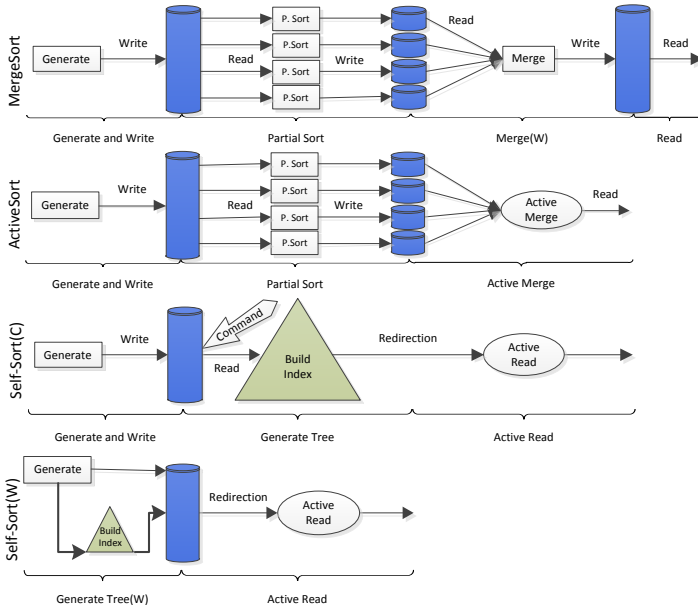 MergeSort
Generate
Write
Read
P. Sort
P.Sort
P.Sort
P.Sort
Write
Read
Merge
Write
Read
Generate and Write
Partial Sort
Merge(W)
Read
ActiveSort
Generate
Write
Read
P. Sort
P. Sort
P. Sort
P.Sort
Write
Active
Merge
Read
Generate and Write
Partial Sort
Active Merge
Self-Sort(C)
Generate
Write
Command
Read
Build
Index
Redirection
Active
Read
Generate and Write
Generate Tree
Active Read
Self-Sort(W)
Generate
Build
Index
Redirection
Active
Read
Generate Tree(W)
Active Read